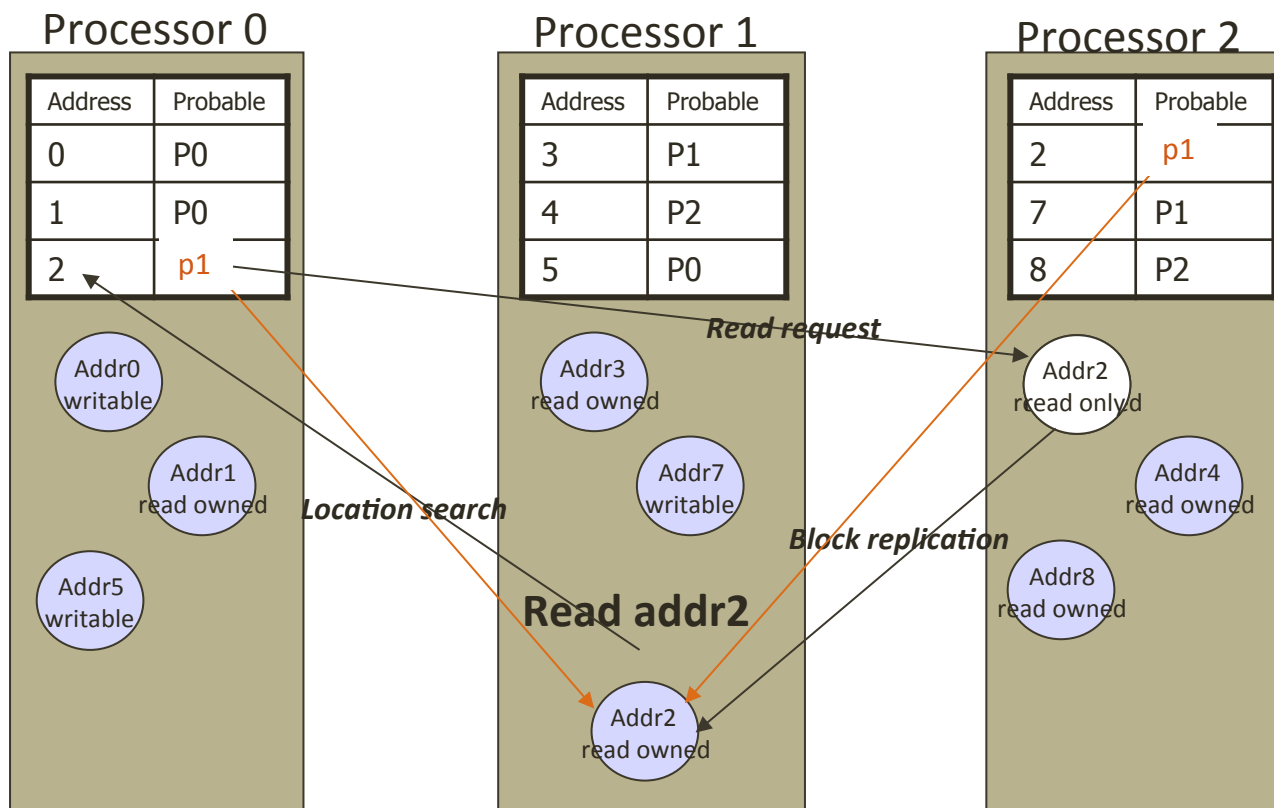 Processor 0
Processor 1
Processor 2
Address Probable
0 P0
1 P0
2 p1
Address Probable
3 P1
4 P2
5 P0
Address Probable
2 p1
7 P1
8 P2
Read request
Addr0
writable
Addr1
read owned
Addr5
writable
Location search
Addr3
read owned
Addr7
writable
Block replication
Read addr2
Addr2
read owned
Addr2
read only
Addr4
read owned
Addr8
read owned